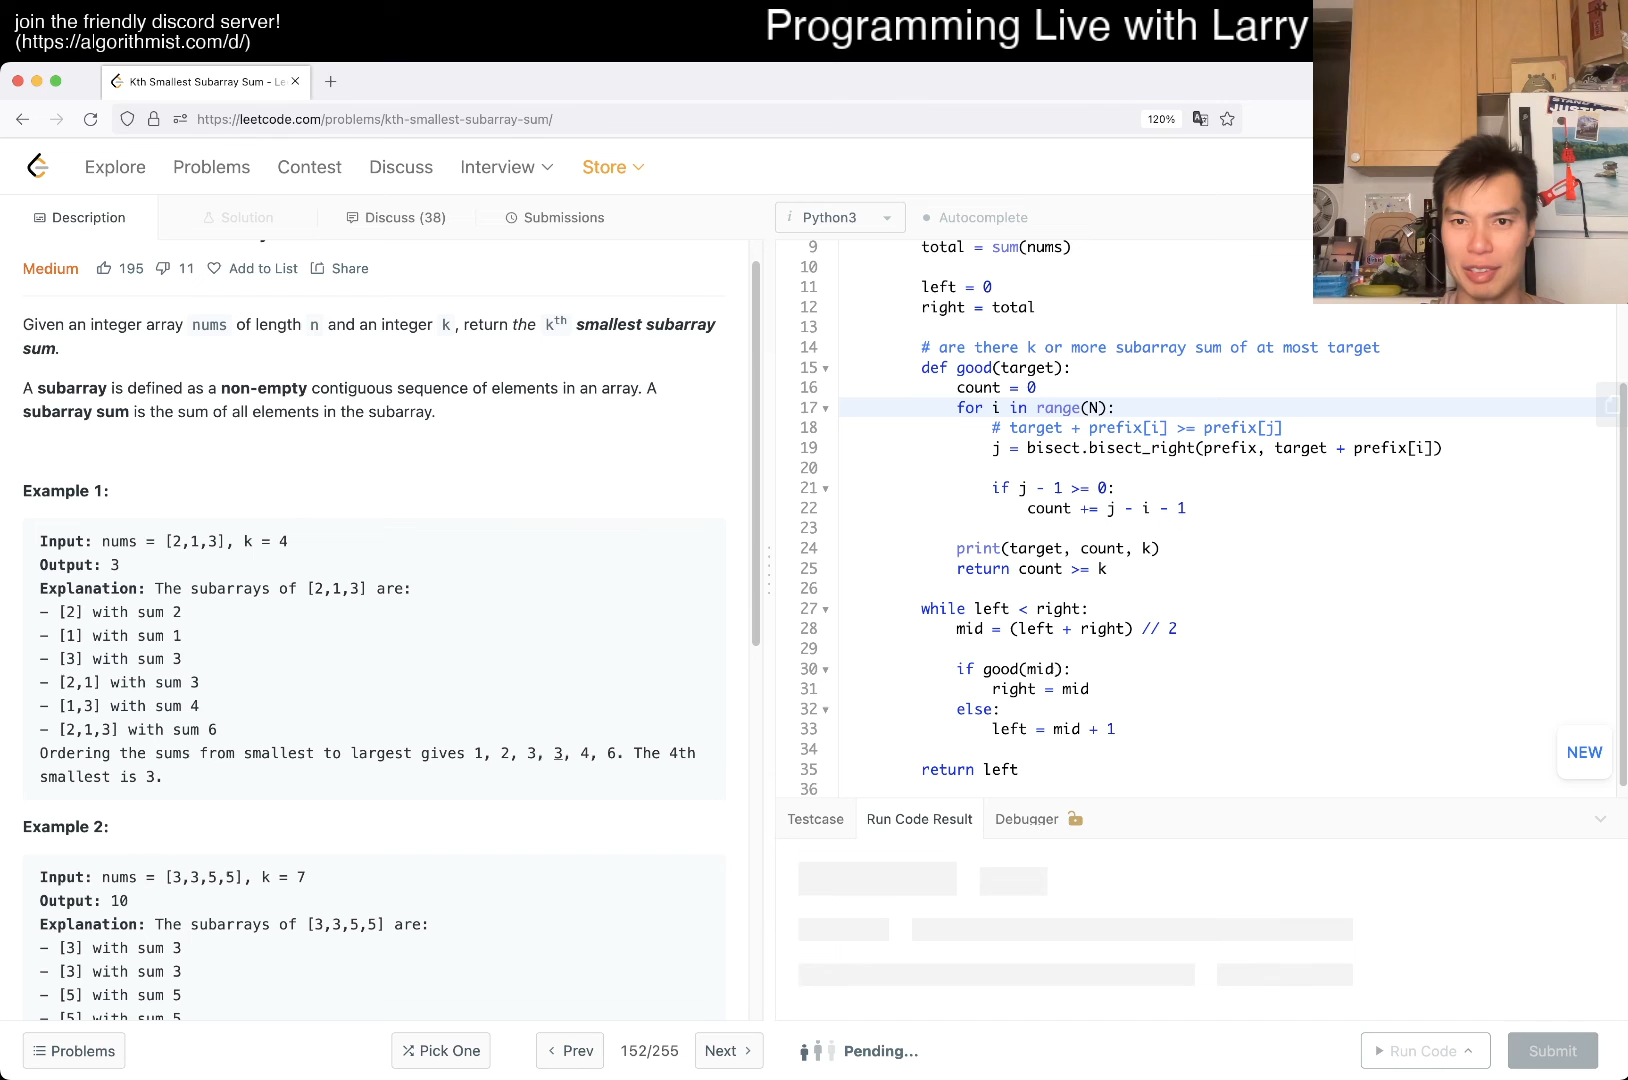 join the friendly discord server!
(https://algorithmist.com/d/)
Programming Live with Larry
Kth Smallest Subarray Sum - Le
https://leetcode.com/problems/kth-smallest-subarray-sum/
120%
Explore
Problems
Contest
Discuss
Interview
Store
Description
Solution
Discuss (38)
Submissions
i Python3
Autocomplete
Medium
195
11
Add to List
Share
Given an integer array nums of length n and an integer k, return the kth smallest subarray
sum.
A subarray is defined as a non-empty contiguous sequence of elements in an array. A
subarray sum is the sum of all elements in the subarray.
Example 1:
Input: nums = [2,1,3], k = 4
Output: 3
Explanation: The subarrays of [2,1,3] are:
- [2] with sum 2
- [1] with sum 1
- [3] with sum 3
- [2,1] with sum 3
- [1,3] with sum 4
- [2,1,3] with sum 6
Ordering the sums from smallest to largest gives 1, 2, 3, 3, 4, 6. The 4th
smallest is 3.
Example 2:
Input: nums = [3,3,5,5], k = 7
Output: 10
Explanation: The subarrays of [3,3,5,5] are:
- [3] with sum 3
- [3] with sum 3
- [5] with sum 5
- [5] with sum 5
9 total = sum(nums)
10
11 left = 0
12 right = total
13
14 # are there k or more subarray sum of at most target
15 def good(target):
16 count = 0
17 for i in range(N):
18 # target + prefix[i] >= prefix[j]
19 j = bisect.bisect_right(prefix, target + prefix[i])
20
21 if j - 1 >= 0:
22 count += j - i - 1
23
24 print(target, count, k)
25 return count >= k
26
27 while left < right:
28 mid = (left + right) // 2
29
30 if good(mid):
31 right = mid
32 else:
33 left = mid + 1
34
35 return left
36
NEW
Testcase
Run Code Result
Debugger
Problems
Pick One
Prev
152/255
Next
Pending...
Run Code
Submit